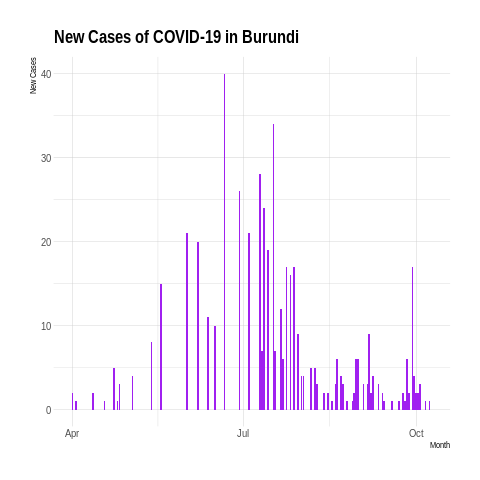 New Cases of COVID-19 in Burundi
New Cases
40
30
20
10
0
Apr
Jul
Oct
Month